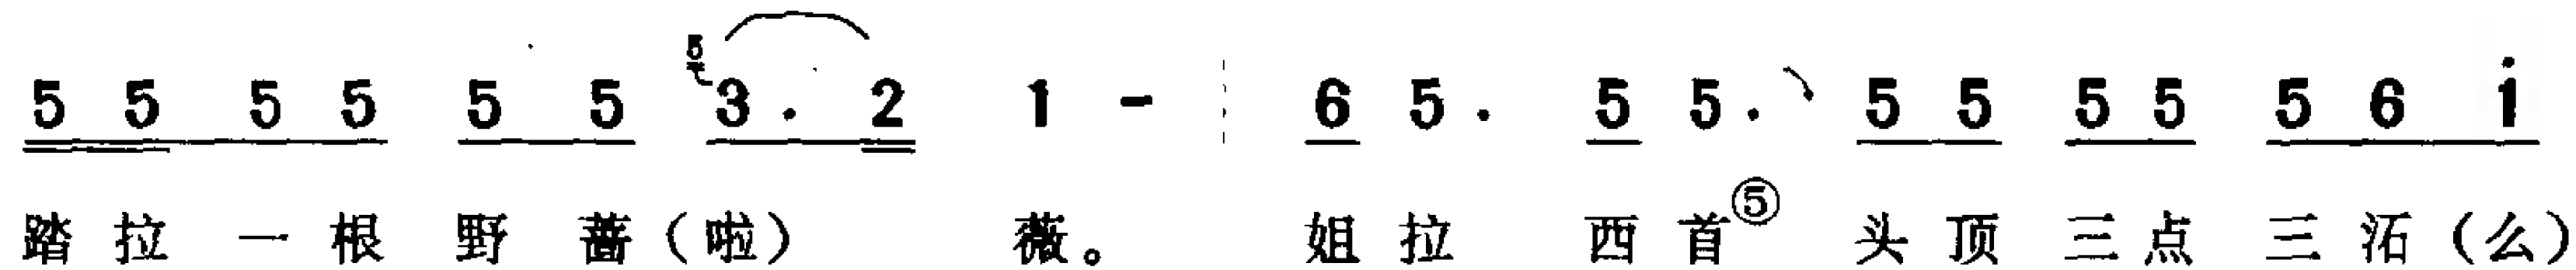 5 5 5 5 5 5 5 3 . 2 1 - 6 5 . 5 5 . 5 5 5 5 5 6 i
踏拉一根野蔷（啦）薇。姐拉西首⑤头顶三点三沰（么）